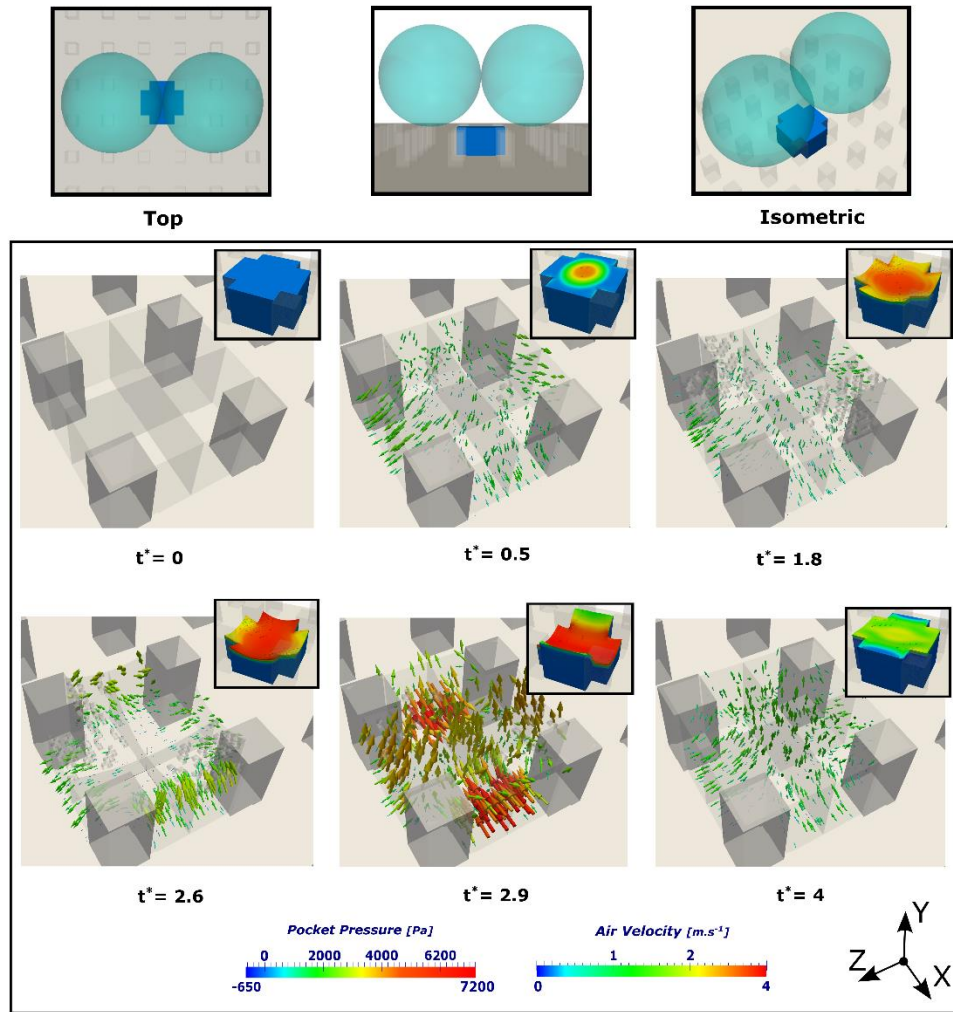 Top
Isometric
t*= 0
t*= 0.5
t*= 1.8
t*= 2.6
t*= 2.9
t*= 4
Pocket Pressure [Pa]
0 2000 4000 6200
-650 7200
Air Velocity [m.s⁻¹]
1 2
0 4
Y
Z
X